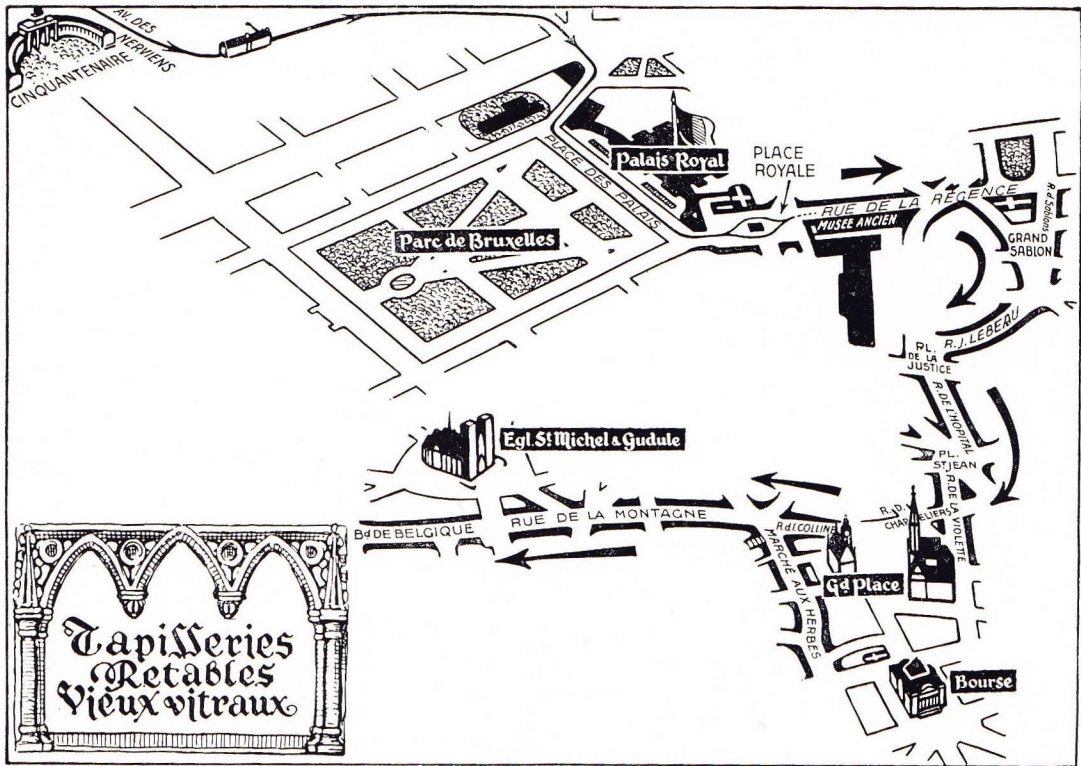 AV. DES
NERVIENS
CINQUANTENAIRE
Palais Royal
PLACE
ROYALE
PLACE DES PALAIS
RUE DE LA RÉGENCE
MUSÉE ANCIEN
R.d. Sablons
GRAND
SABLON
Parc de Bruxelles
R.J. LEBEAU
PL.
DE LA
JUSTICE
R. DE L'HOPITAL
Egl. St Michel & Gudule
PL.
ST JEAN
R. DE LA VIOLETTE
R. D.
CHAPELIERS
R.d.l. COLLINE
RUE DE LA MONTAGNE
Bd DE BELGIQUE
MARCHÉ AUX HERBES
Gd Place
Bourse
Tapisseries
Retables
Vieux vitraux